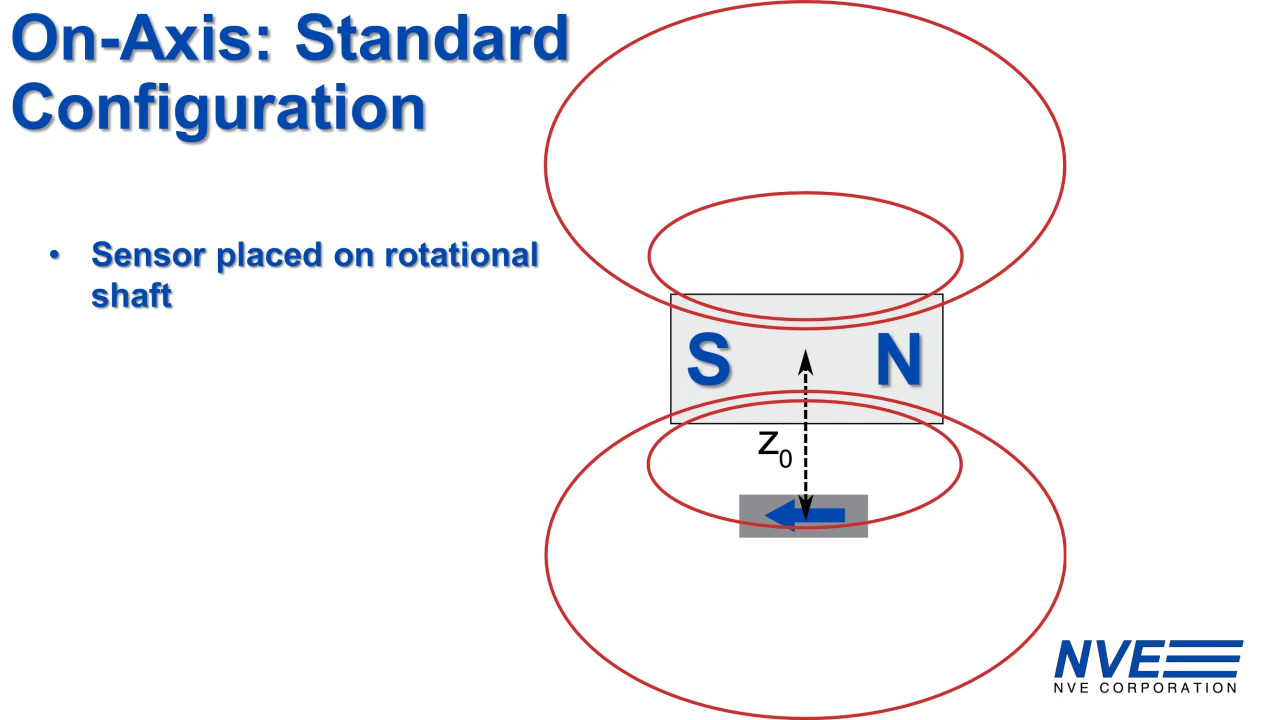 On-Axis: Standard
Configuration
• Sensor placed on rotational
shaft
S N
z0
NVE
NVE CORPORATION